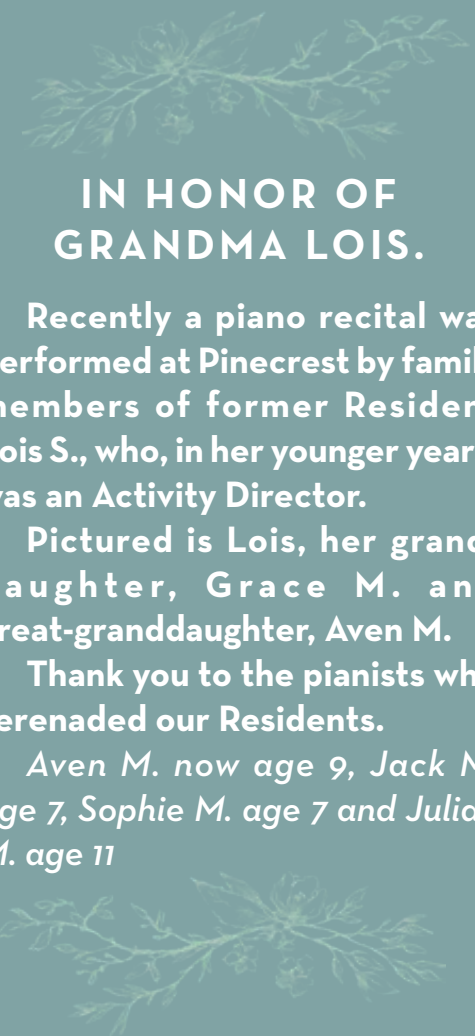 IN HONOR OF
GRANDMA LOIS.
Recently a piano recital wa
erformed at Pinecrest by famil
embers of former Residen
ois S., who, in her younger year
as an Activity Director.
Pictured is Lois, her grand
aughter, Grace M. an
reat-granddaughter, Aven M.
Thank you to the pianists wh
erenaded our Residents.
Aven M. now age 9, Jack M
ge 7, Sophie M. age 7 and Julia
M. age 11